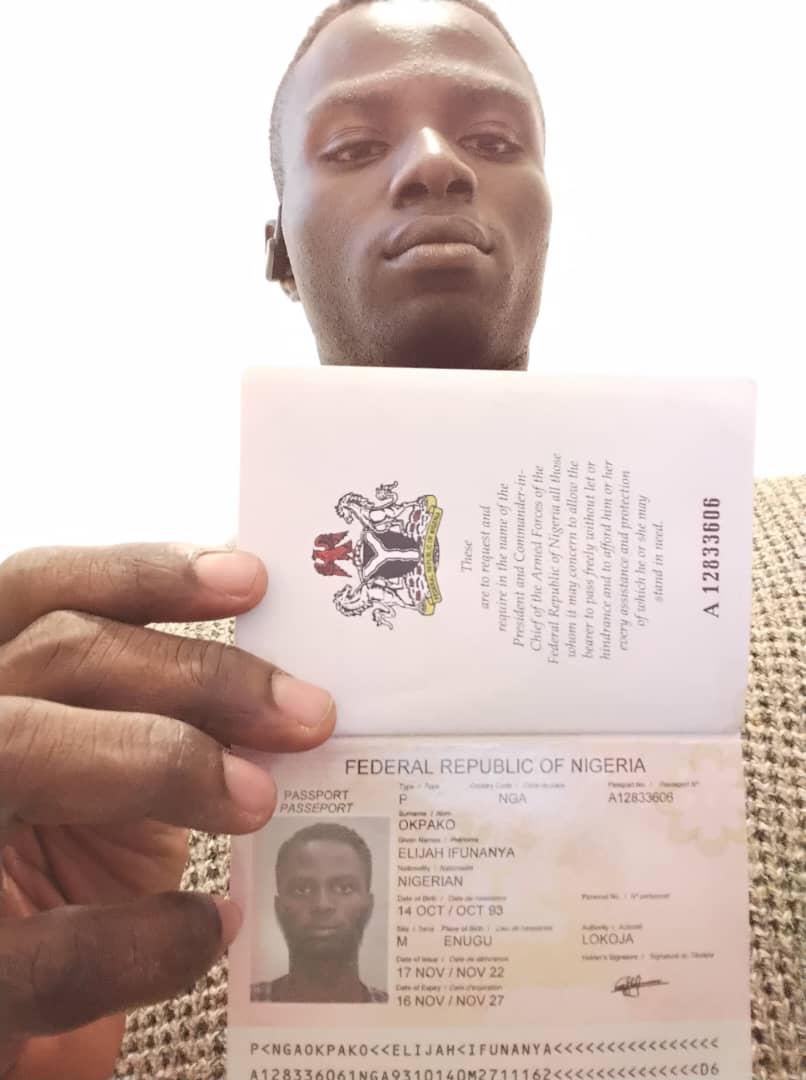 These
are to request and
require in the name of the
President and Commander-in-
Chief of the Armed Forces of the
Federal Republic of Nigeria all those
whom it may concern to allow the
bearer to pass freely without let or
hindrance and to afford him or her
every assistance and protection
of which he or she may
stand in need.
A 12833606
FEDERAL REPUBLIC OF NIGERIA
PASSPORT
PASSEPORT
Type / Type
Country Code /
Passport No. / Passeport N°
P
NGA
A12833606
Surname / Nom
OKPAKO
Given Names / Prénoms
ELIJAH IFUNANYA
Nationality / Nationalité
NIGERIAN
Date of Birth / Date de naissance
Personal No. / N° personnel
14 OCT / OCT 93
Sex / Sexe
Place of Birth / Lieu de naissance
Authority / Autorité
M
ENUGU
LOKOJA
Date of Issue / Date de délivrance
Holder's Signature / Signature du Titulaire
17 NOV / NOV 22
Date of Expiry / Date d'expiration
16 NOV / NOV 27
P<NGAOKPAKO<<ELIJAH<IFUNANYA<<<<<<<<<<<<<<<<
A128336061NGA9310140M2711162<<<<<<<<<<<<<<D6